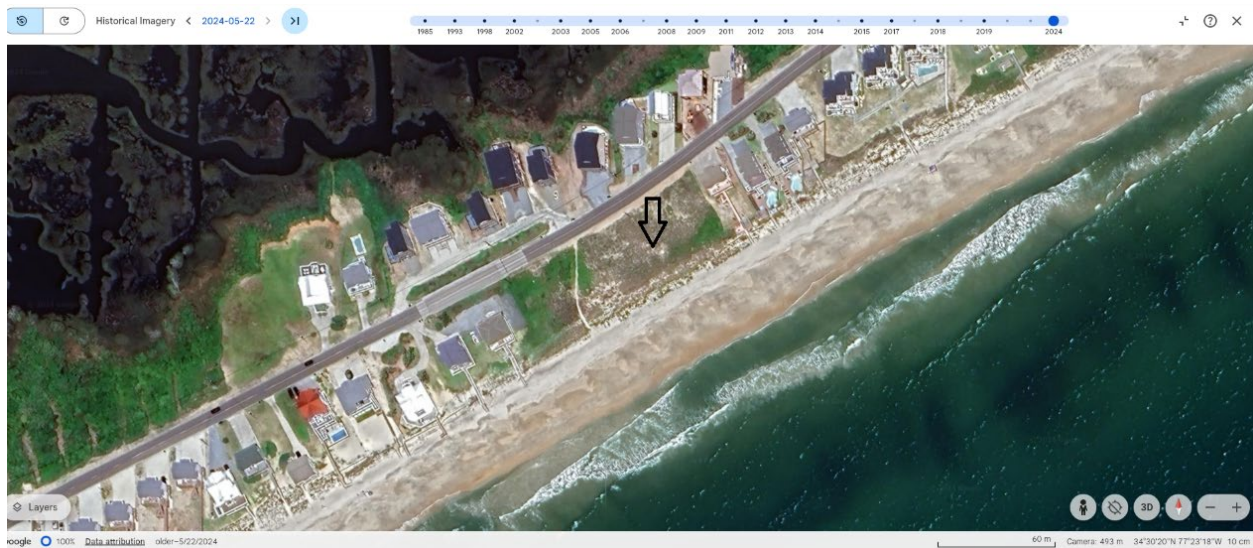 Historical Imagery 2024-05-22
1985 1993 1998 2002 2003 2005 2006 2008 2009 2011 2012 2013 2014 2015 2017 2018 2019 2024
Layers
3D
oogle 100% Data attribution older–5/22/2024 60 m Camera: 493 m 34°30'20"N 77°23'18"W 10 cm